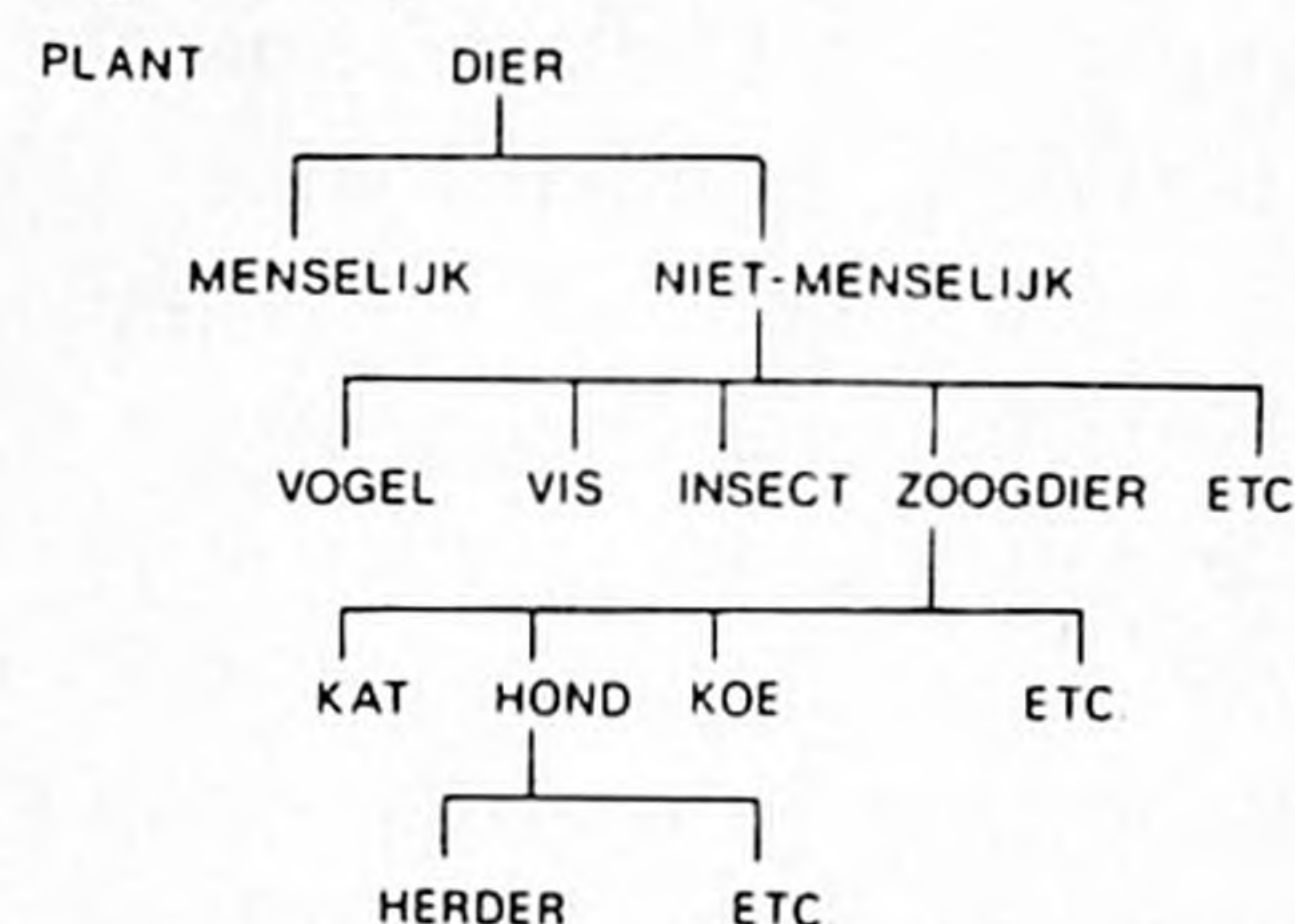 PLANT DIER
MENSELIJK NIET-MENSELIJK
VOGEL VIS INSECT ZOOGDIER ETC
KAT HOND KOE ETC.
HERDER ETC